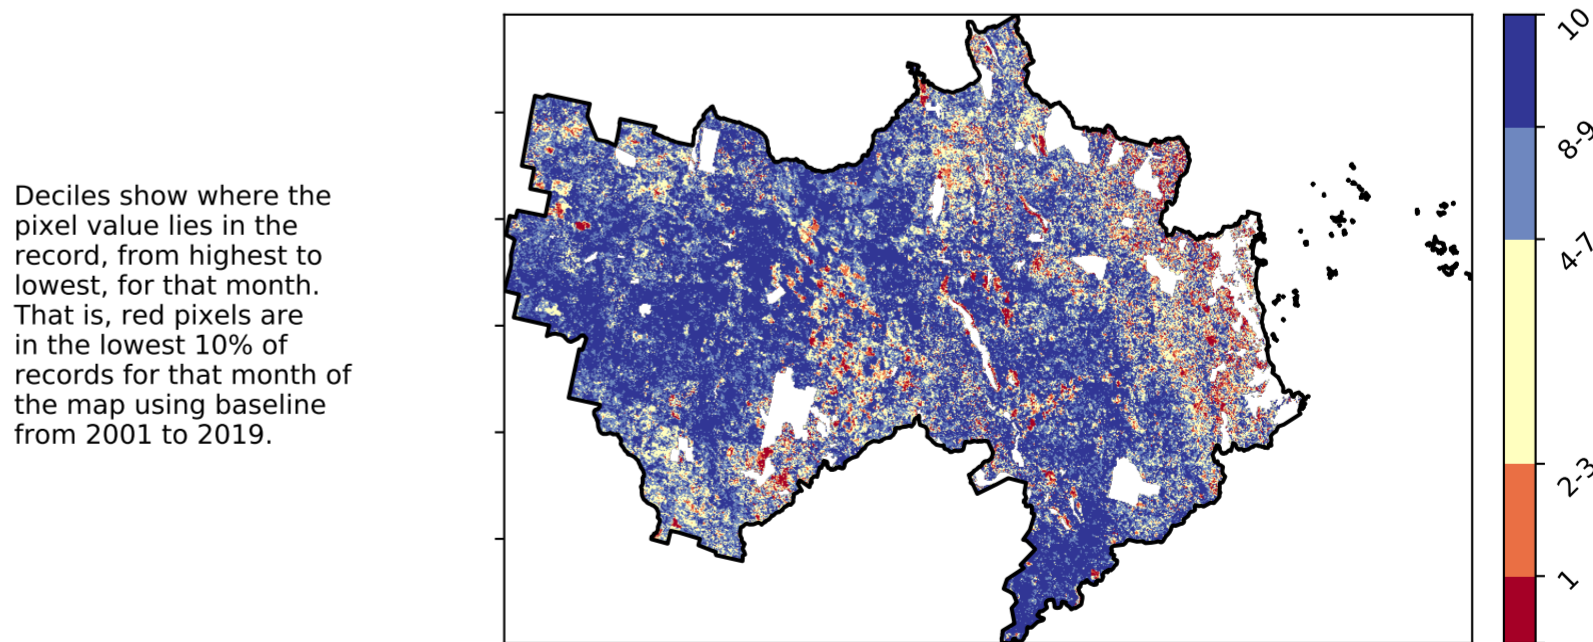 Deciles show where the
pixel value lies in the
record, from highest to
lowest, for that month.
That is, red pixels are
in the lowest 10% of
records for that month of
the map using baseline
from 2001 to 2019.
10
8-9
4-7
2-3
1